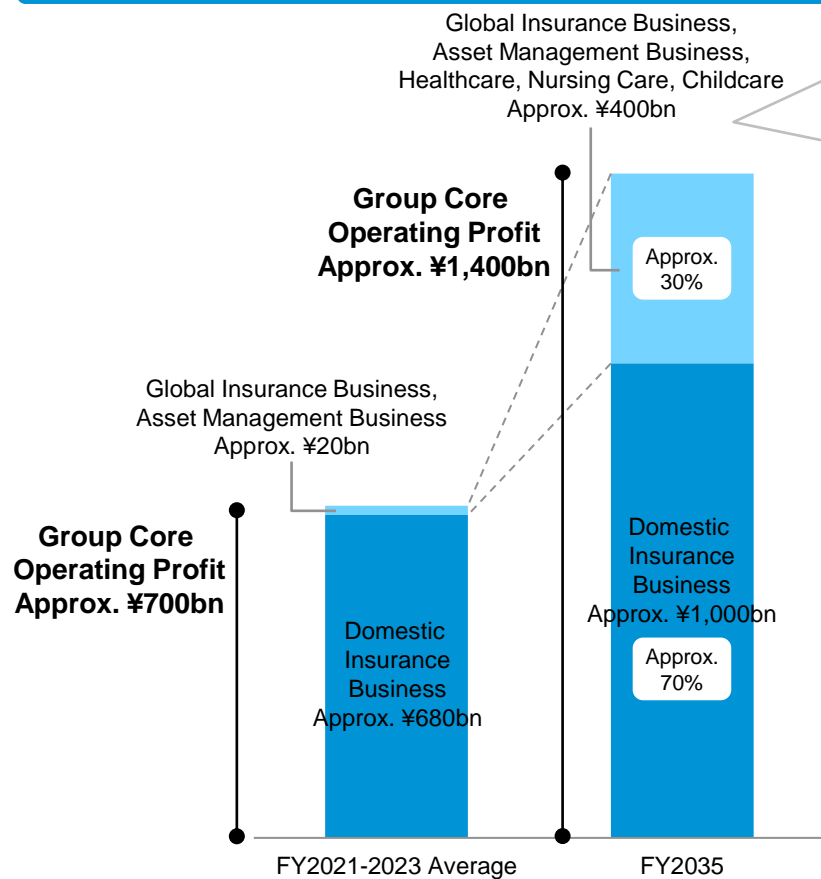 Global Insurance Business,
Asset Management Business,
Healthcare, Nursing Care, Childcare
Approx. ¥400bn
Group Core
Operating Profit
Approx. ¥1,400bn
Approx.
30%
Global Insurance Business,
Asset Management Business
Approx. ¥20bn
Group Core
Operating Profit
Approx. ¥700bn
Domestic
Insurance
Business
Approx. ¥680bn
Domestic
Insurance
Business
Approx. ¥1,000bn
Approx.
70%
FY2021-2023 Average
FY2035